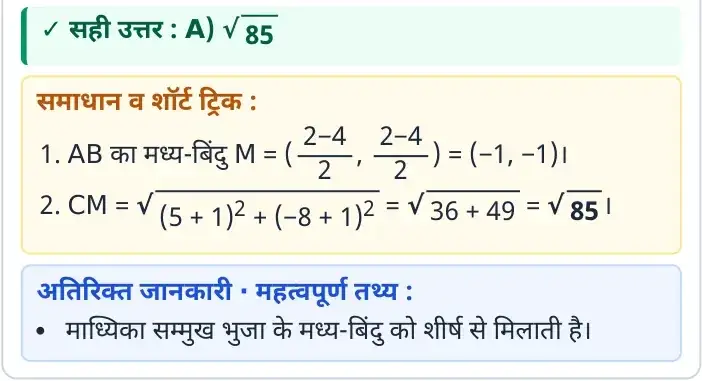 ✓ सही उत्तर : A) √85
समाधान व शॉर्ट ट्रिक :
1. AB का मध्य-बिंदु M = (2−4/2, 2−4/2) = (−1, −1)।
2. CM = √(5 + 1)² + (−8 + 1)² = √36 + 49 = √85।
अतिरिक्त जानकारी · महत्वपूर्ण तथ्य :
• माध्यिका सम्मुख भुजा के मध्य-बिंदु को शीर्ष से मिलाती है।